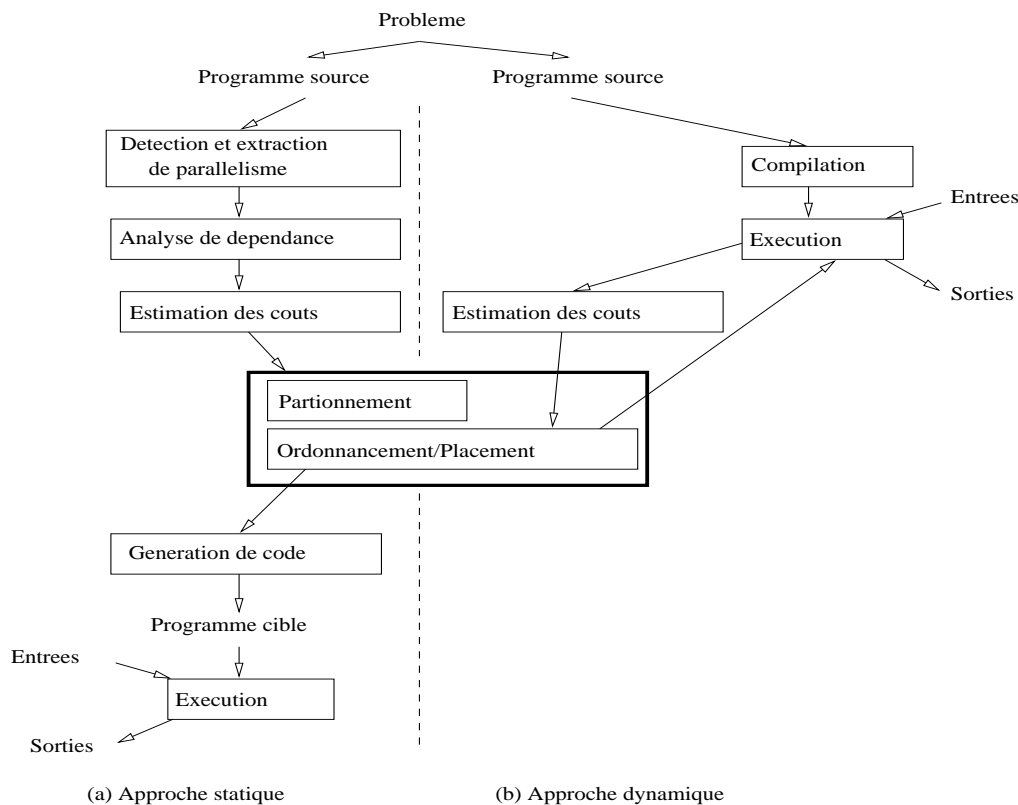 Probleme
Programme source
Programme source
Detection et extraction
de parallelisme
Compilation
Entrees
Analyse de dependance
Execution
Sorties
Estimation des couts
Estimation des couts
Partionnement
Ordonnancement/Placement
Géneration de code
Programme cible
Entrees
Execution
Sorties
(a) Approche statique
(b) Approche dynamique